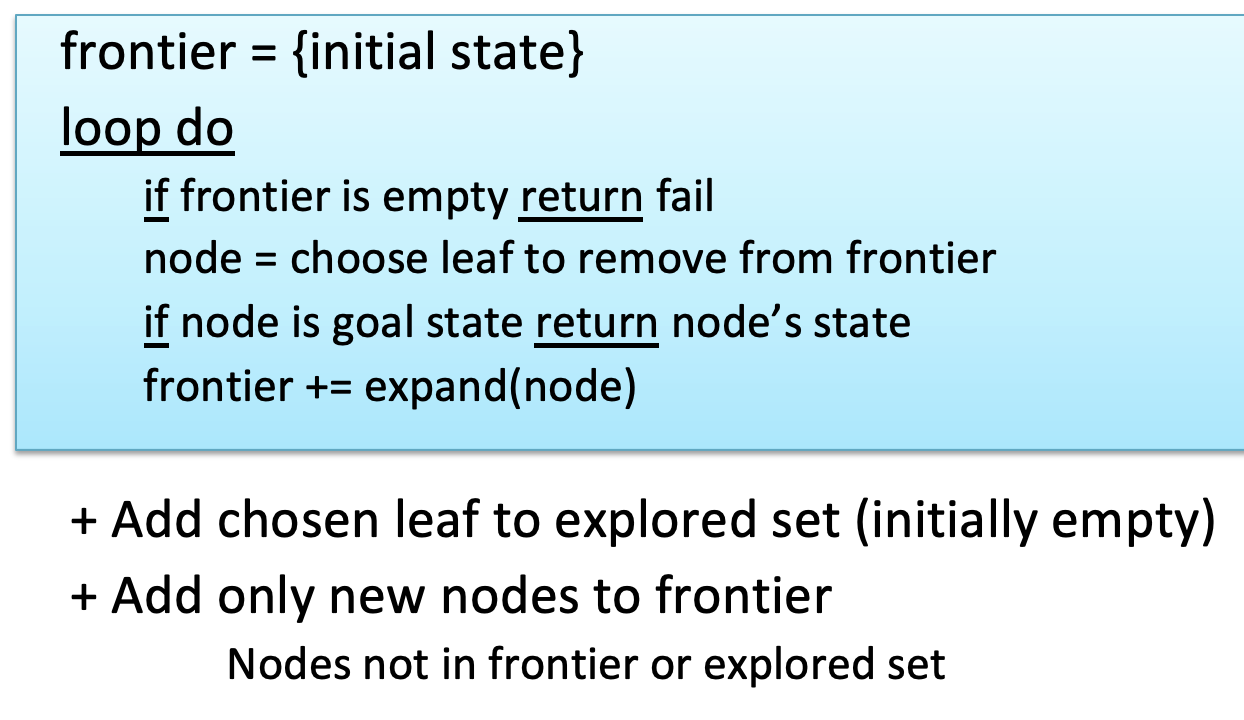 frontier = {initial state}
loop do
if frontier is empty return fail
node = choose leaf to remove from frontier
if node is goal state return node’s state
frontier += expand(node)
+ Add chosen leaf to explored set (initially empty)
+ Add only new nodes to frontier
Nodes not in frontier or explored set